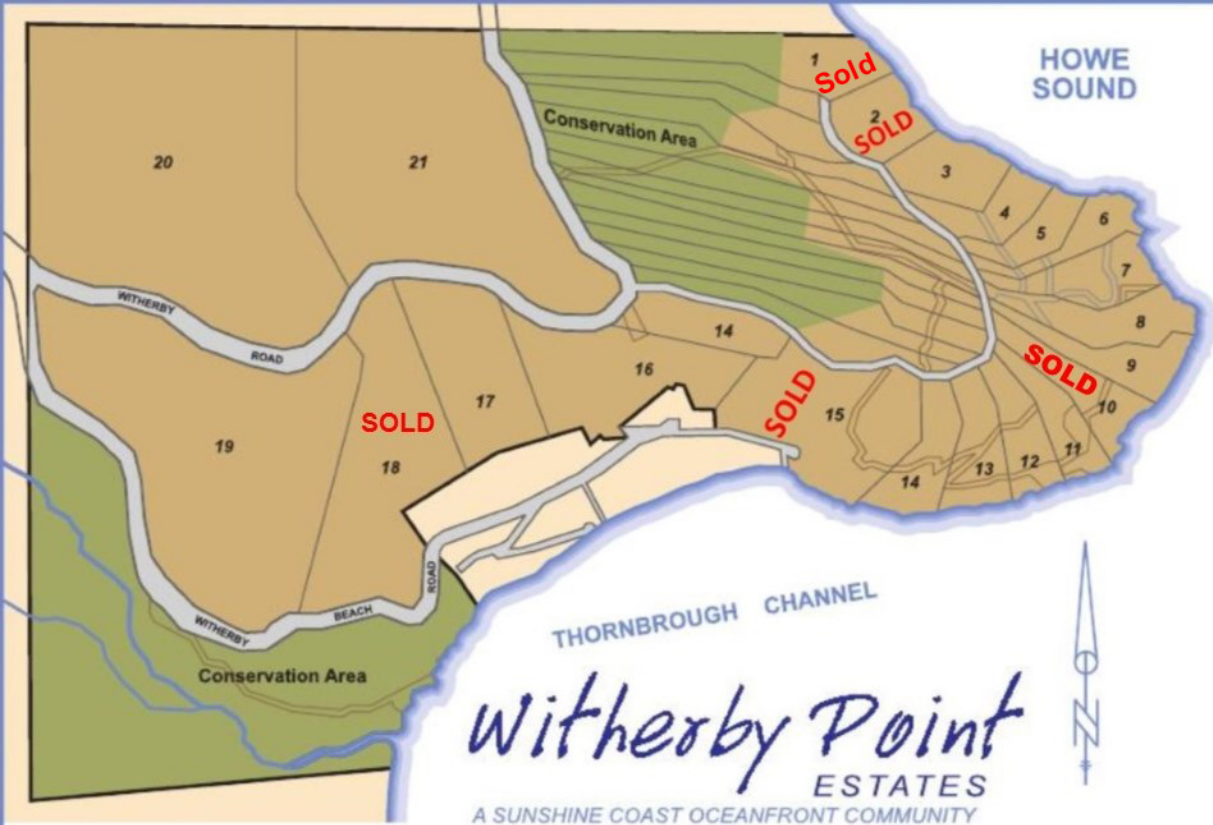 HOWE
SOUND
1
Sold
2
SOLD
Conservation Area
20
21
3
4
5
6
7
8
9
10
11
12
13
14
14
15
16
17
18
19
SOLD
SOLD
SOLD
WITHERBY
ROAD
WITHERBY
BEACH
ROAD
Conservation Area
THORNBROUGH CHANNEL
N
Witherby Point
ESTATES
A SUNSHINE COAST OCEANFRONT COMMUNITY